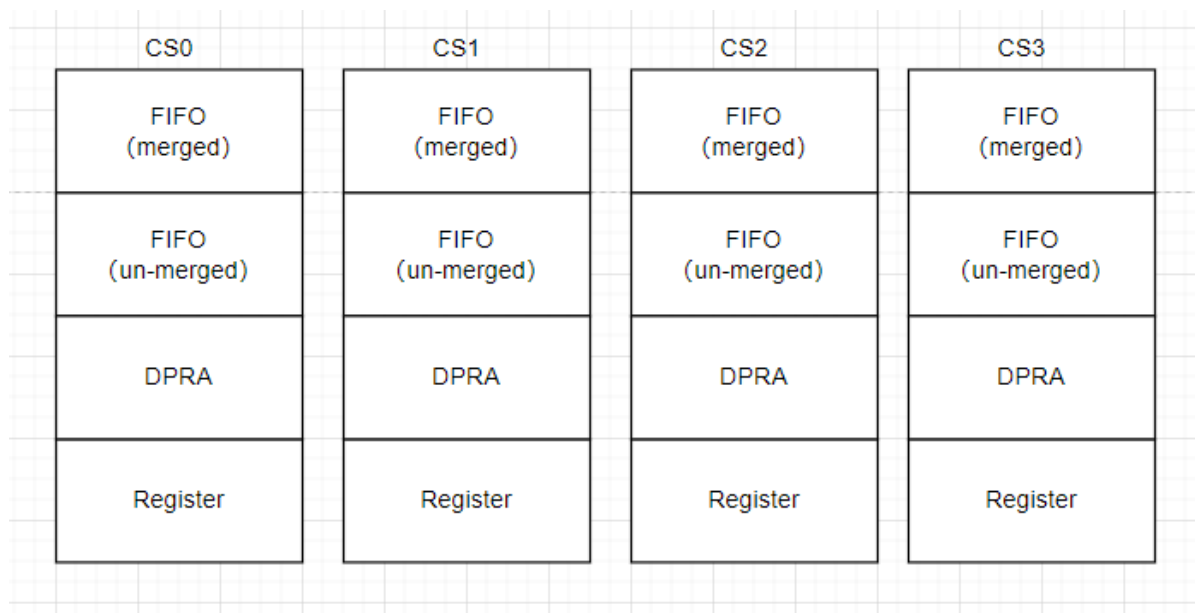 CS0
CS1
CS2
CS3
FIFO
(merged)
FIFO
(merged)
FIFO
(merged)
FIFO
(merged)
FIFO
(un-merged)
FIFO
(un-merged)
FIFO
(un-merged)
FIFO
(un-merged)
DPRA
DPRA
DPRA
DPRA
Register
Register
Register
Register